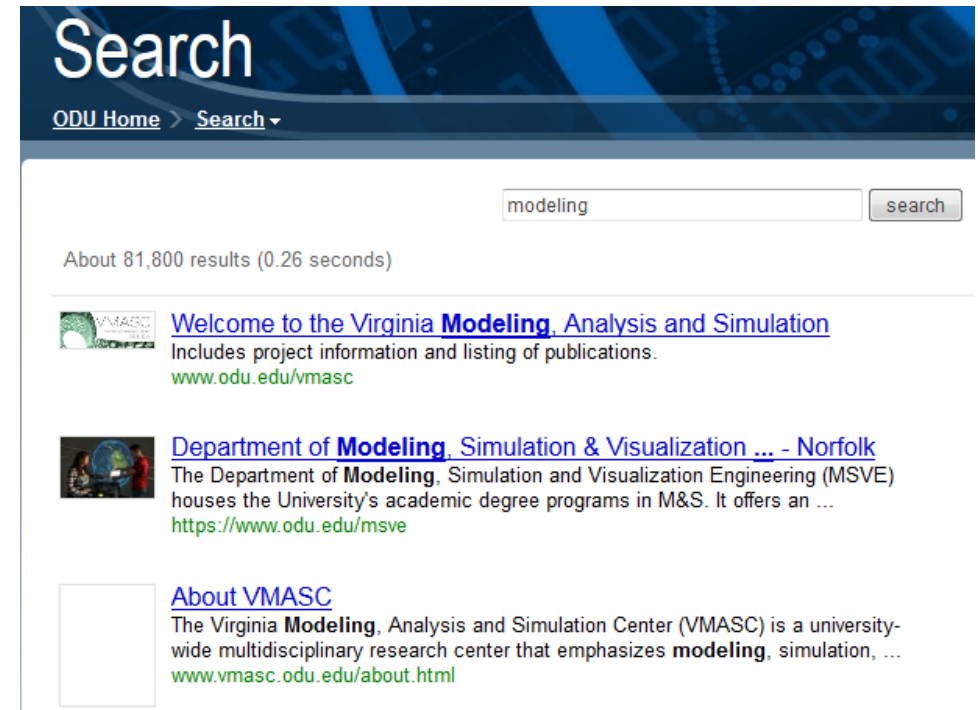 Search
ODU Home > Search
modeling
search
About 81,800 results (0.26 seconds)
VMASC
Welcome to the Virginia Modeling, Analysis and Simulation
Includes project information and listing of publications.
www.odu.edu/vmasc
Department of Modeling, Simulation & Visualization ... - Norfolk
The Department of Modeling, Simulation and Visualization Engineering (MSVE)
houses the University's academic degree programs in M&S. It offers an ...
https://www.odu.edu/msve
About VMASC
The Virginia Modeling, Analysis and Simulation Center (VMASC) is a university-
wide multidisciplinary research center that emphasizes modeling, simulation, ...
www.vmasc.odu.edu/about.html